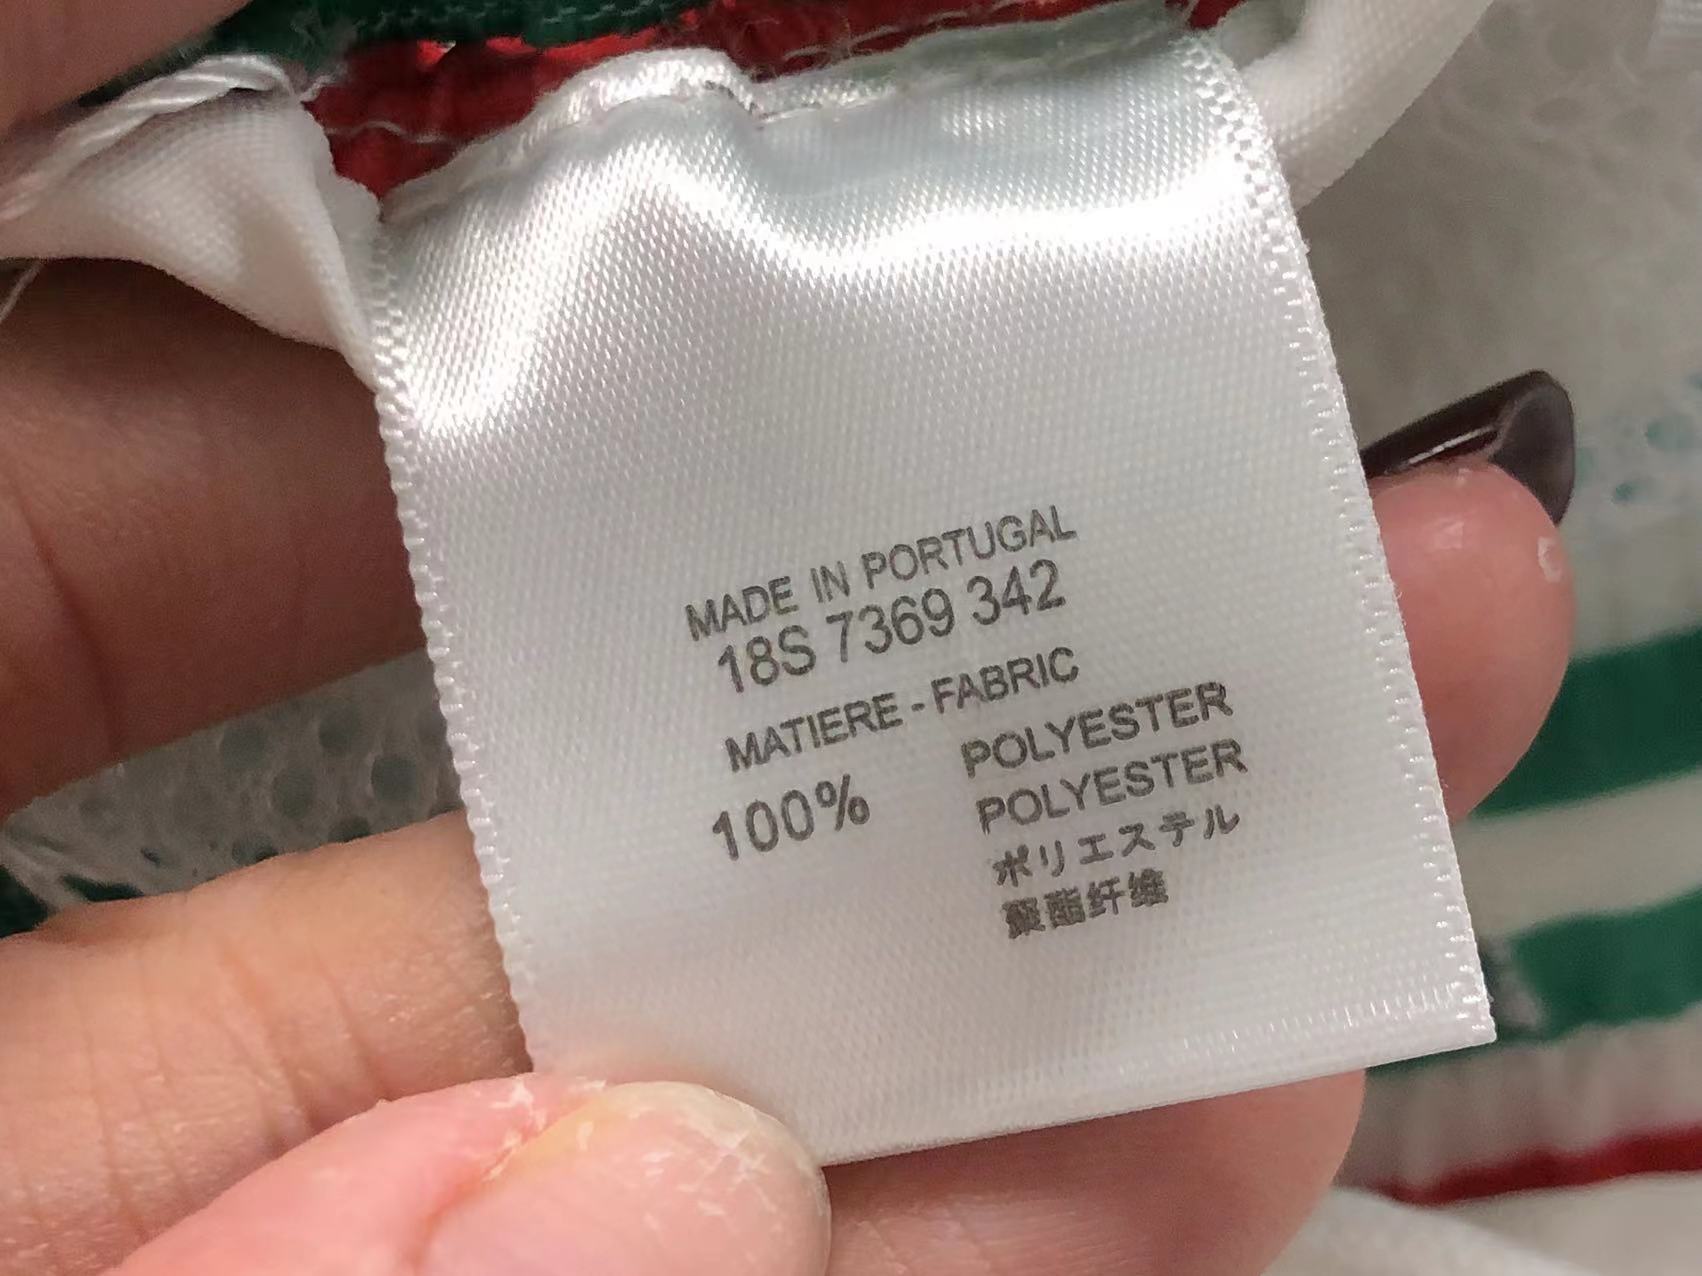 MADE IN PORTUGAL
18S 7369 342
MATIERE - FABRIC
100% POLYESTER
POLYESTER
ポリエステル
聚酯纤维